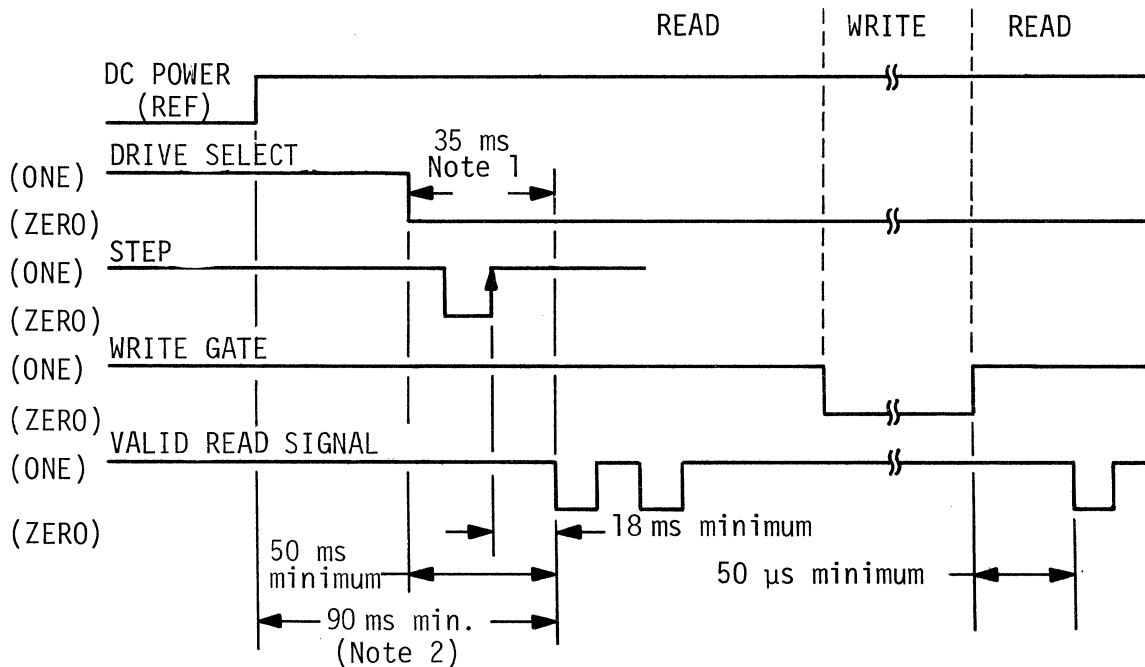 READ WRITE READ
DC POWER
(REF)
35 ms
Note 1
DRIVE SELECT
(ONE)
(ZERO)
STEP
(ONE)
(ZERO)
WRITE GATE
(ONE)
(ZERO)
VALID READ SIGNAL
(ONE)
(ZERO)
18 ms minimum
50 ms
minimum
50 µs minimum
90 ms min.
(Note 2)